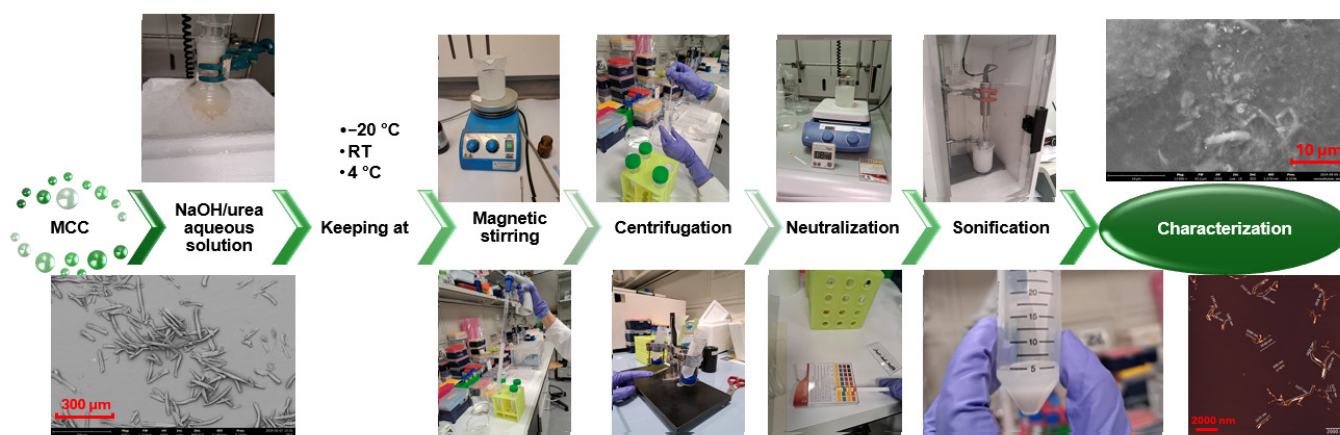 •–20 °C
•RT
•4 °C
10 µm
MCC
NaOH/urea
aqueous
solution
Keeping at
Magnetic
stirring
Centrifugation
Neutralization
Sonification
Characterization
300 µm
20
15
10
5
2000 nm